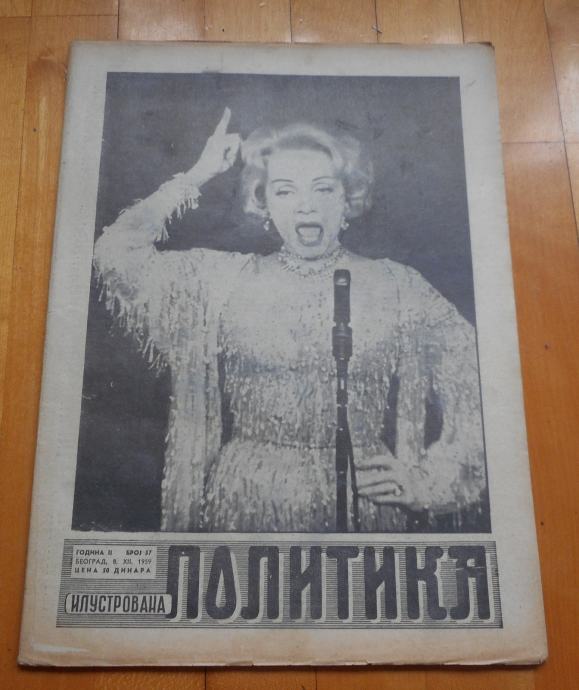 ГОДИНА II БРОЈ 57
БЕОГРАД, 8. XII. 1959
ЦЕНА 50 ДИНАРА
ИЛУСТРОВАНА
ПОЛИТИКА